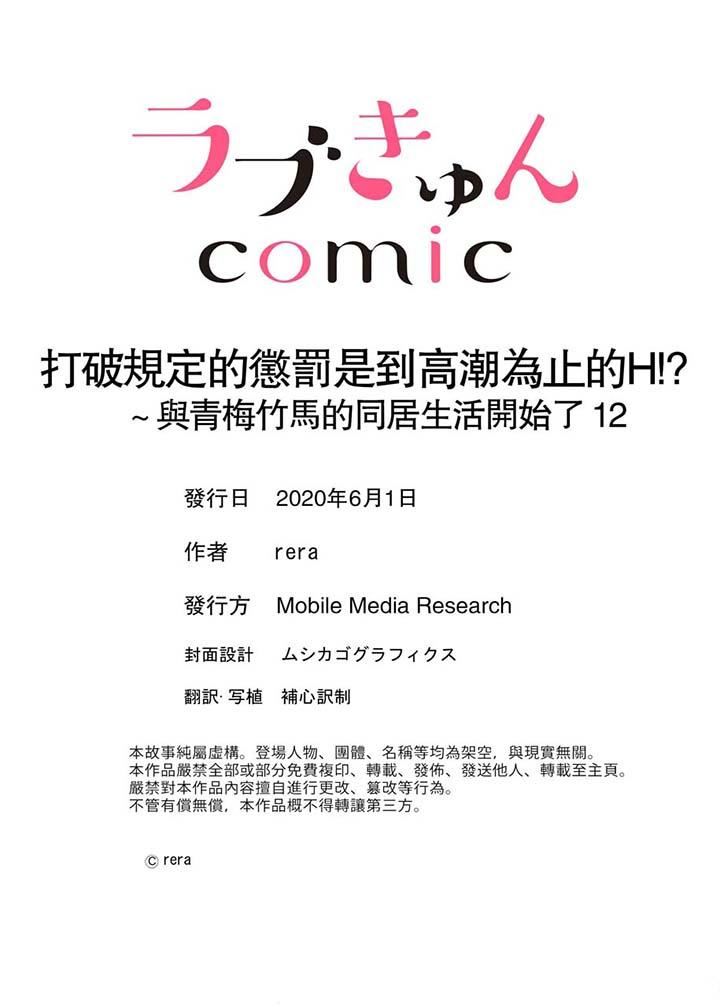 ラブきゅん
comic
打破規定的懲罰是到高潮為止的H!?
~與青梅竹馬的同居生活開始了 12
發行日 2020年6月1日
作者 rera
發行方 Mobile Media Research
封面設計 ムシカゴグラフィクス
翻訳·写植 補心訳制
本故事純屬虛構。登場人物、團體、名稱等均為架空，與現實無關。
本作品嚴禁全部或部分免費複印、轉載、發佈、發送他人、轉載至主頁。
嚴禁對本作品內容擅自進行更改、篡改等行為。
不管有償無償，本作品概不得轉讓第三方。
© rera